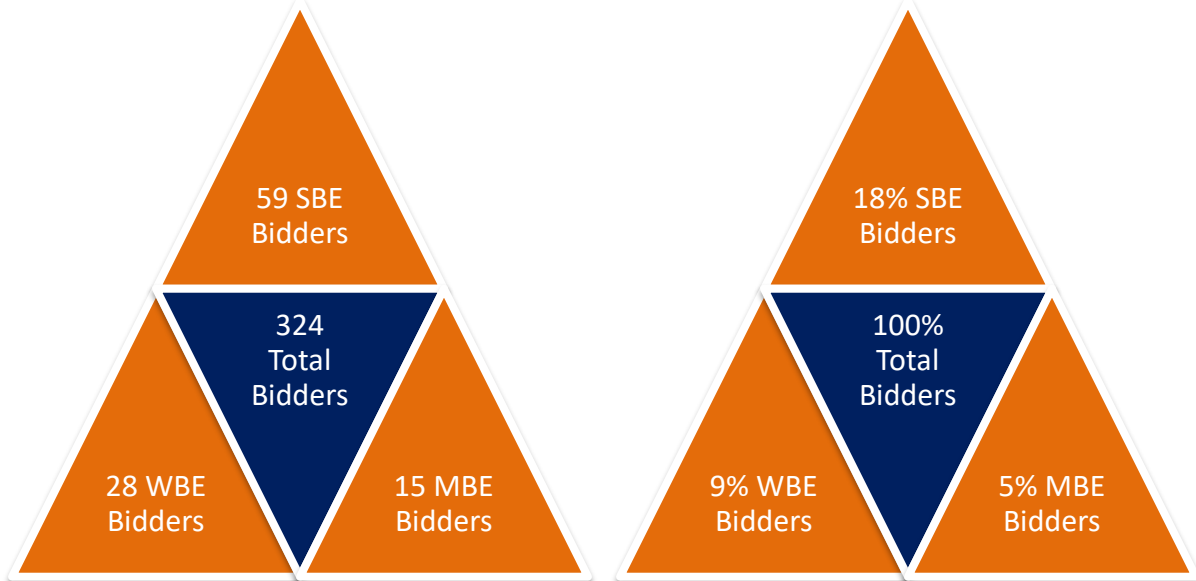 59 SBE
Bidders
324
Total
Bidders
28 WBE
Bidders
15 MBE
Bidders
18% SBE
Bidders
100%
Total
Bidders
9% WBE
Bidders
5% MBE
Bidders